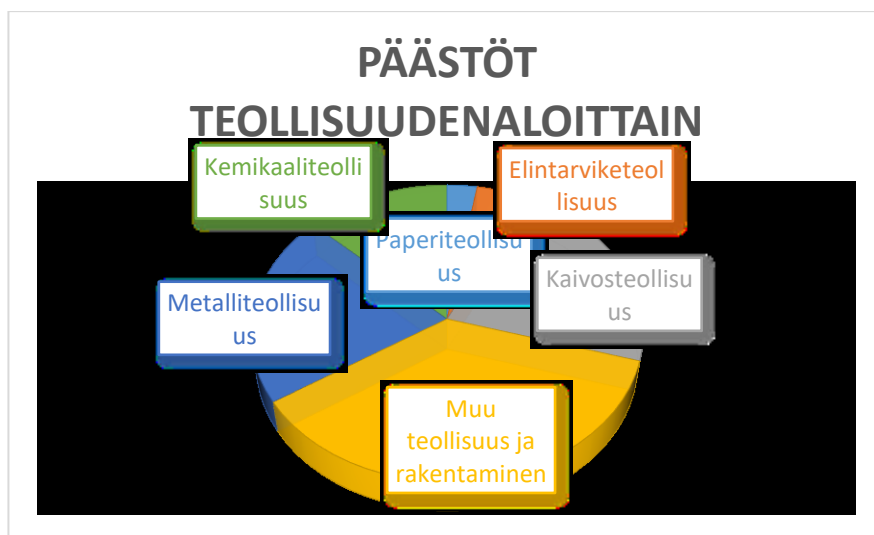 PÄÄSTÖT
TEOLLISUUDENALOITTAIN
Kemikaaliteolli
suus
Elintarviketeol
lisuus
Paperiteollisu
us
Kaivosteollisu
us
Metalliteollisu
us
Muu
teollisuus ja
rakentaminen